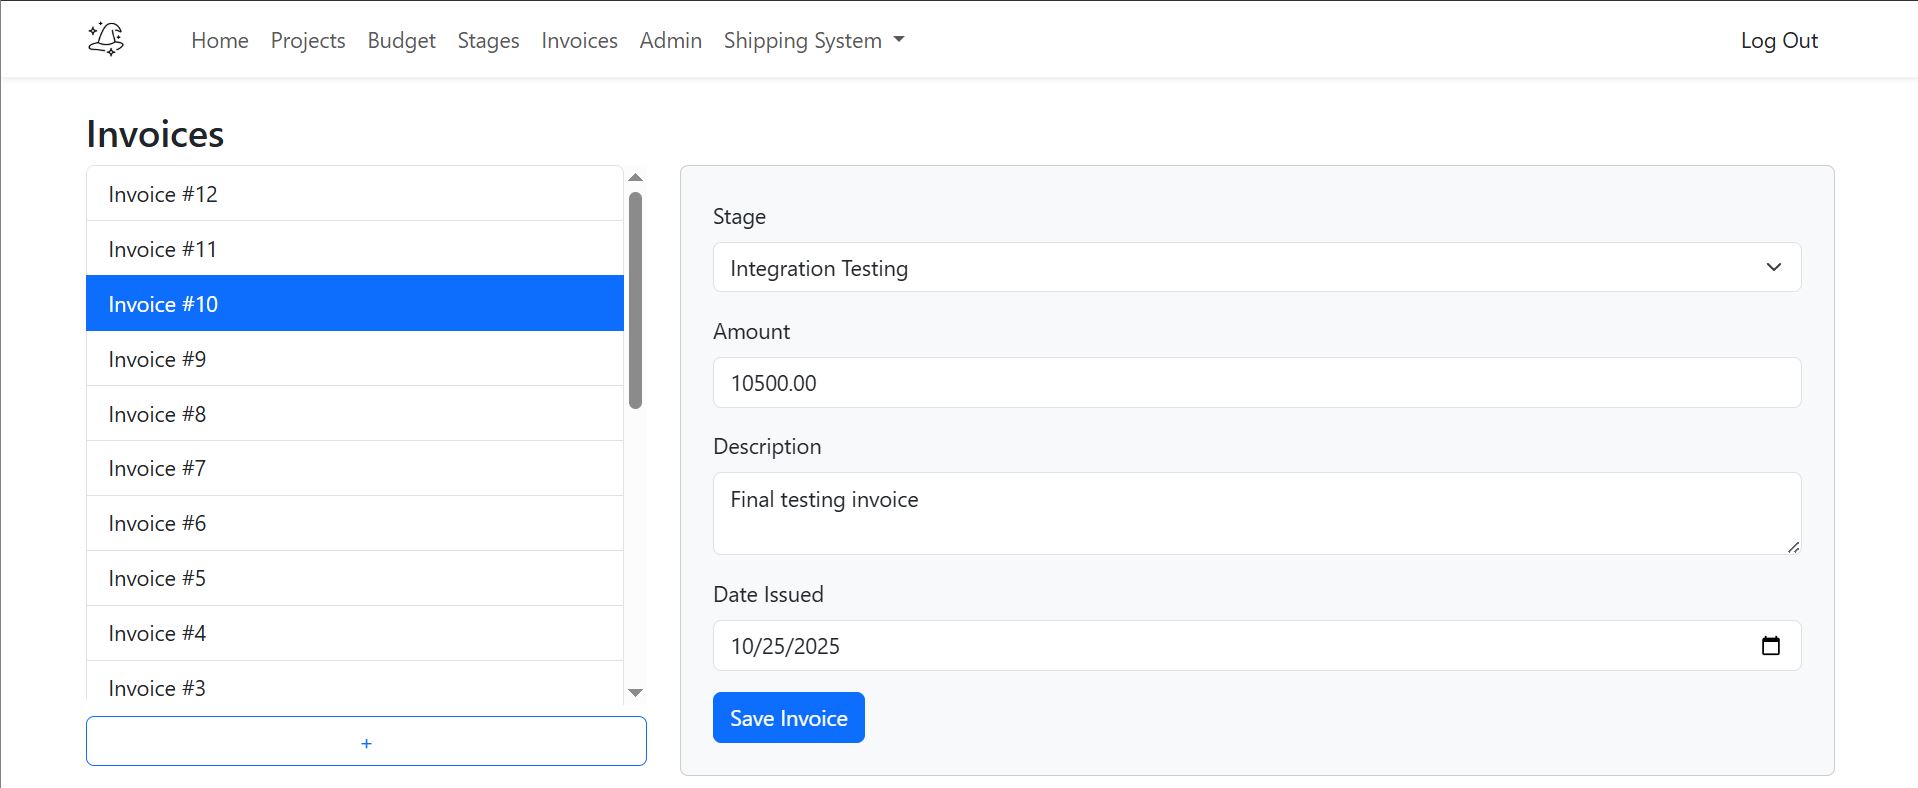 Home Projects Budget Stages Invoices Admin Shipping System Log Out
Invoices
Invoice #12
Invoice #11
Invoice #10
Invoice #9
Invoice #8
Invoice #7
Invoice #6
Invoice #5
Invoice #4
Invoice #3
+
Stage
Integration Testing
Amount
10500.00
Description
Final testing invoice
Date Issued
10/25/2025
Save Invoice